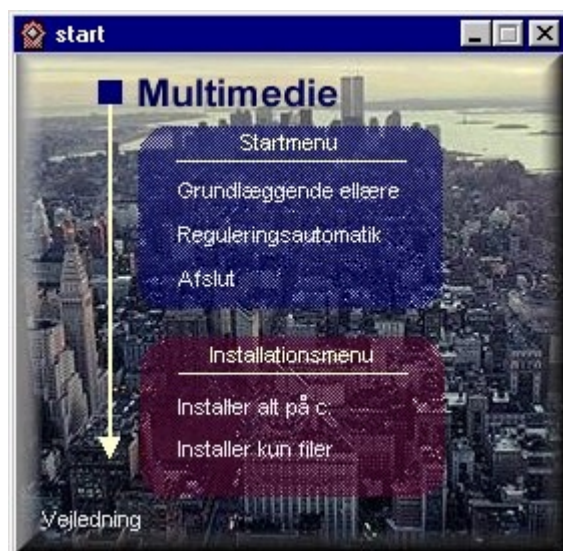 start
Multimedie
Startmenu
Grundlæggende ellære
Reguleringsautomatik
Afslut
Installationsmenu
Installer alt på c:
Installer kun filer
Vejledning